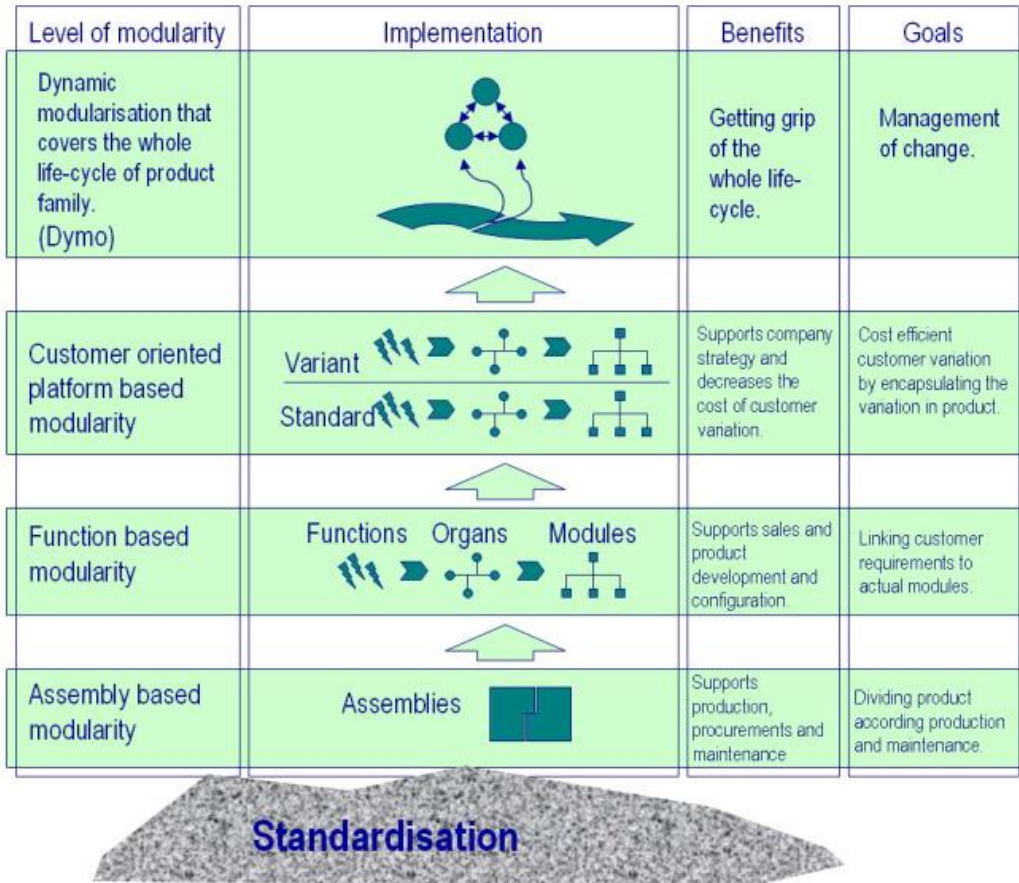 Level of modularity
Implementation
Benefits
Goals
Dynamic
modularisation that
covers the whole
life-cycle of product
family.
(Dymo)
Getting grip
of the
whole life-
cycle.
Management
of change.
Customer oriented
platform based
modularity
Variant
Standard
Supports company
strategy and
decreases the
cost of customer
variation.
Cost efficient
customer variation
by encapsulating the
variation in product.
Function based
modularity
Functions
Organs
Modules
Supports sales and
product
development and
configuration.
Linking customer
requirements to
actual modules.
Assembly based
modularity
Assemblies
Supports
production,
procurements and
maintenance
Dividing product
according production
and maintenance.
Standardisation